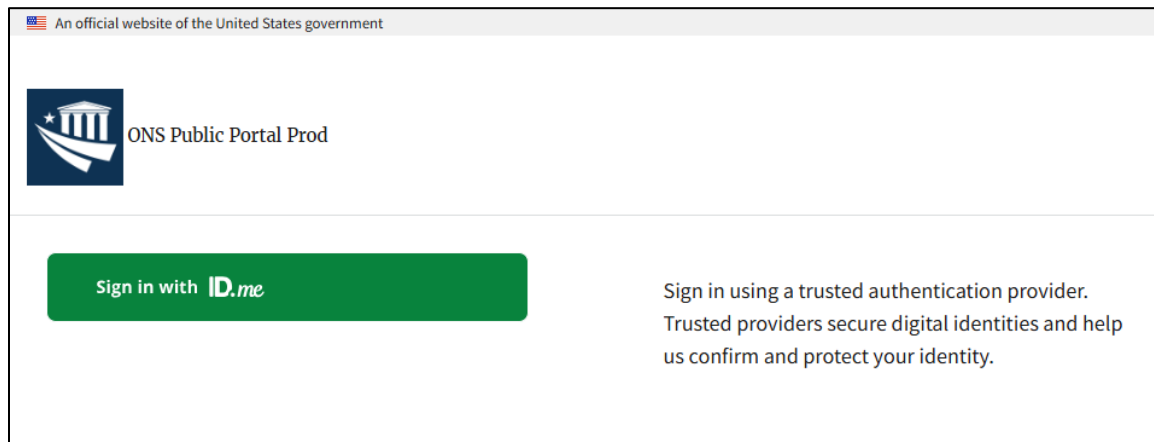 An official website of the United States government
ONS Public Portal Prod
Sign in with ID.me
Sign in using a trusted authentication provider.
Trusted providers secure digital identities and help
us confirm and protect your identity.